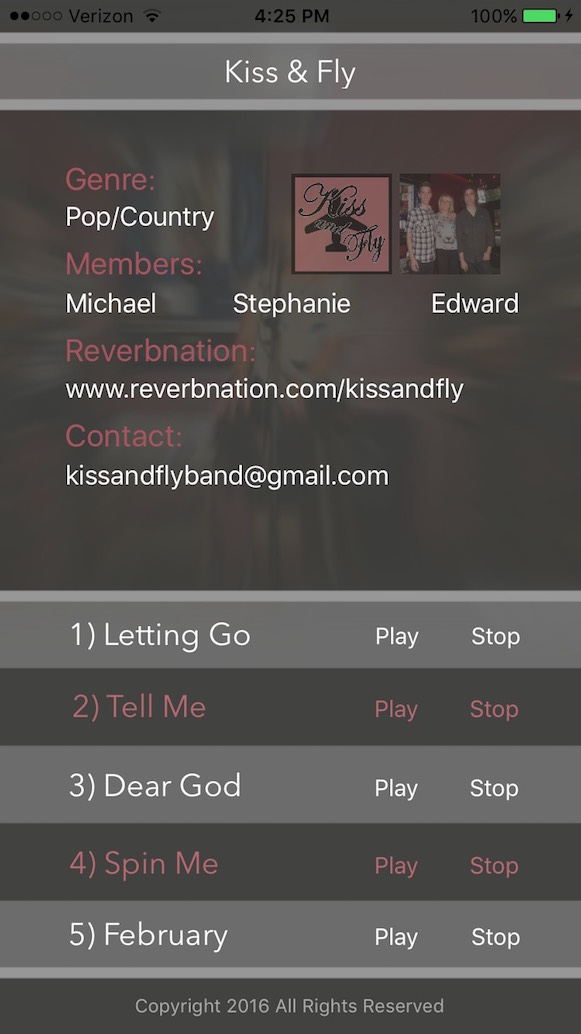 Verizon 4:25 PM 100%
Kiss & Fly
Genre:
Pop/Country
Kiss
and
Fly
Members:
Michael Stephanie Edward
Reverbnation:
www.reverbnation.com/kissandfly
Contact:
kissandflyband@gmail.com
1) Letting Go Play Stop
2) Tell Me Play Stop
3) Dear God Play Stop
4) Spin Me Play Stop
5) February Play Stop
Copyright 2016 All Rights Reserved